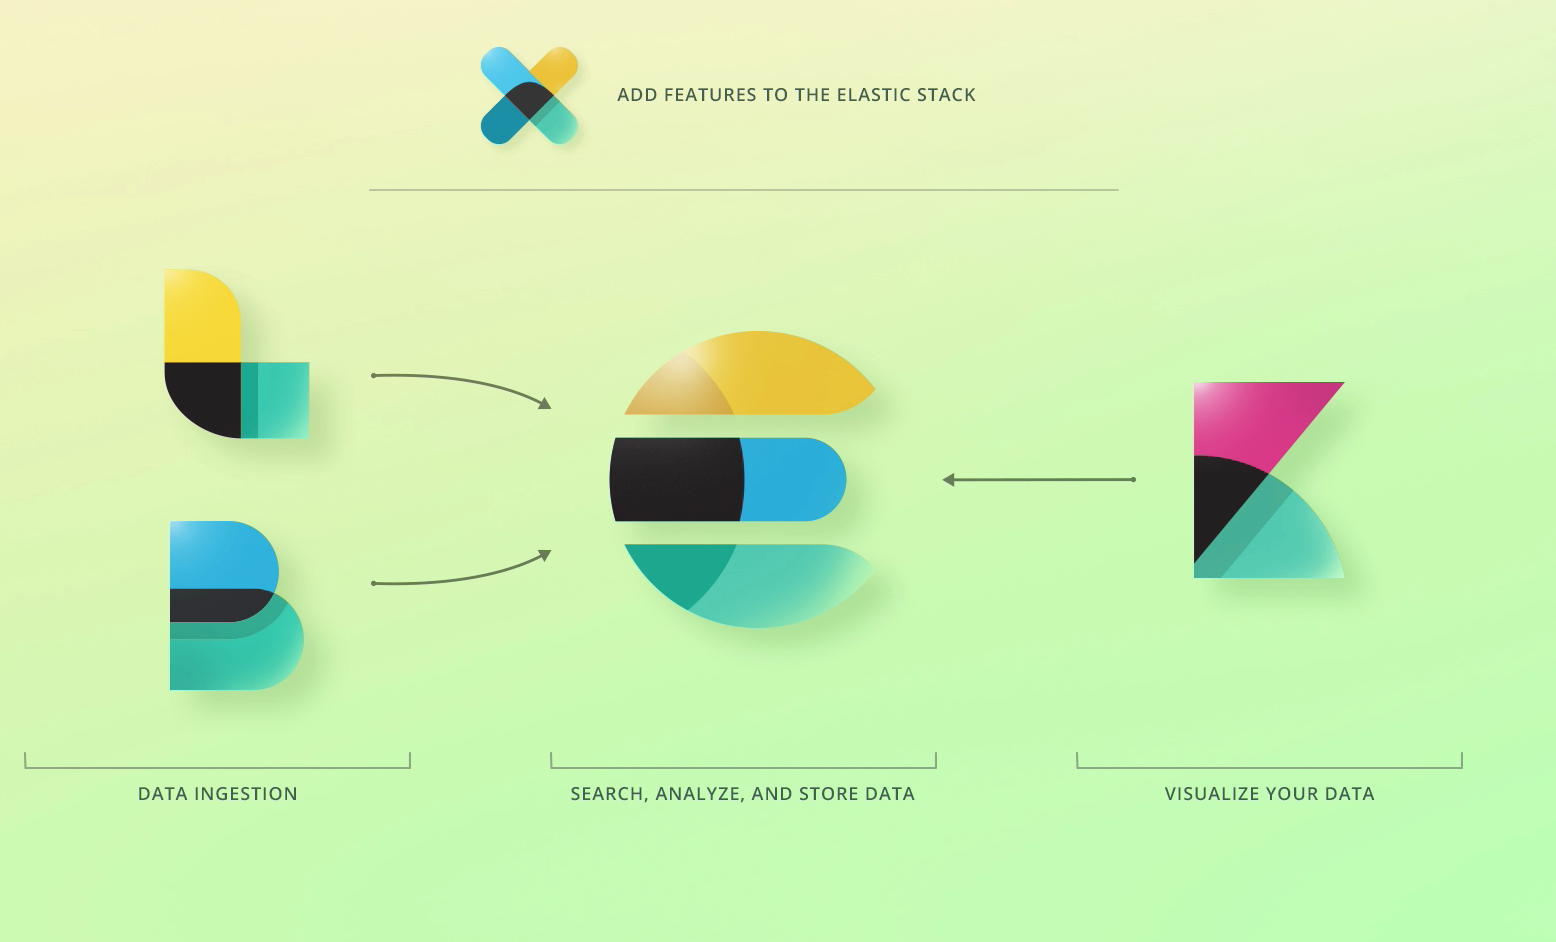 ADD FEATURES TO THE ELASTIC STACK
DATA INGESTION
SEARCH, ANALYZE, AND STORE DATA
VISUALIZE YOUR DATA